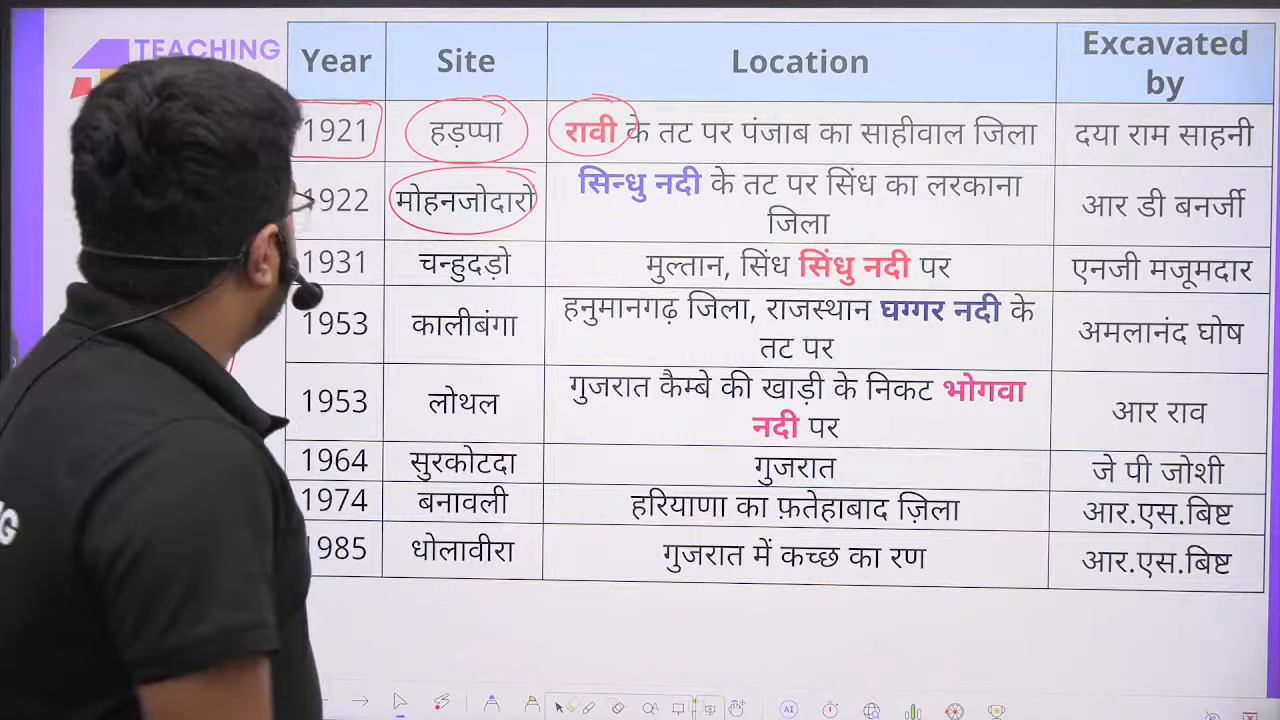 TEACHING
Year Site Location Excavated by
1921 हड़प्पा रावी के तट पर पंजाब का साहीवाल जिला दया राम साहनी
1922 मोहनजोदारो सिन्धु नदी के तट पर सिंध का लरकाना जिला आर डी बनर्जी
1931 चन्हुदड़ो मुल्तान, सिंध सिंधु नदी पर एनजी मजूमदार
1953 कालीबंगा हनुमानगढ़ जिला, राजस्थान घग्गर नदी के तट पर अमलानंद घोष
1953 लोथल गुजरात कैम्बे की खाड़ी के निकट भोगवा नदी पर आर राव
1964 सुरकोटदा गुजरात जे पी जोशी
1974 बनावली हरियाणा का फ़तेहाबाद ज़िला आर.एस.बिष्ट
1985 धोलावीरा गुजरात में कच्छ का रण आर.एस.बिष्ट
AI